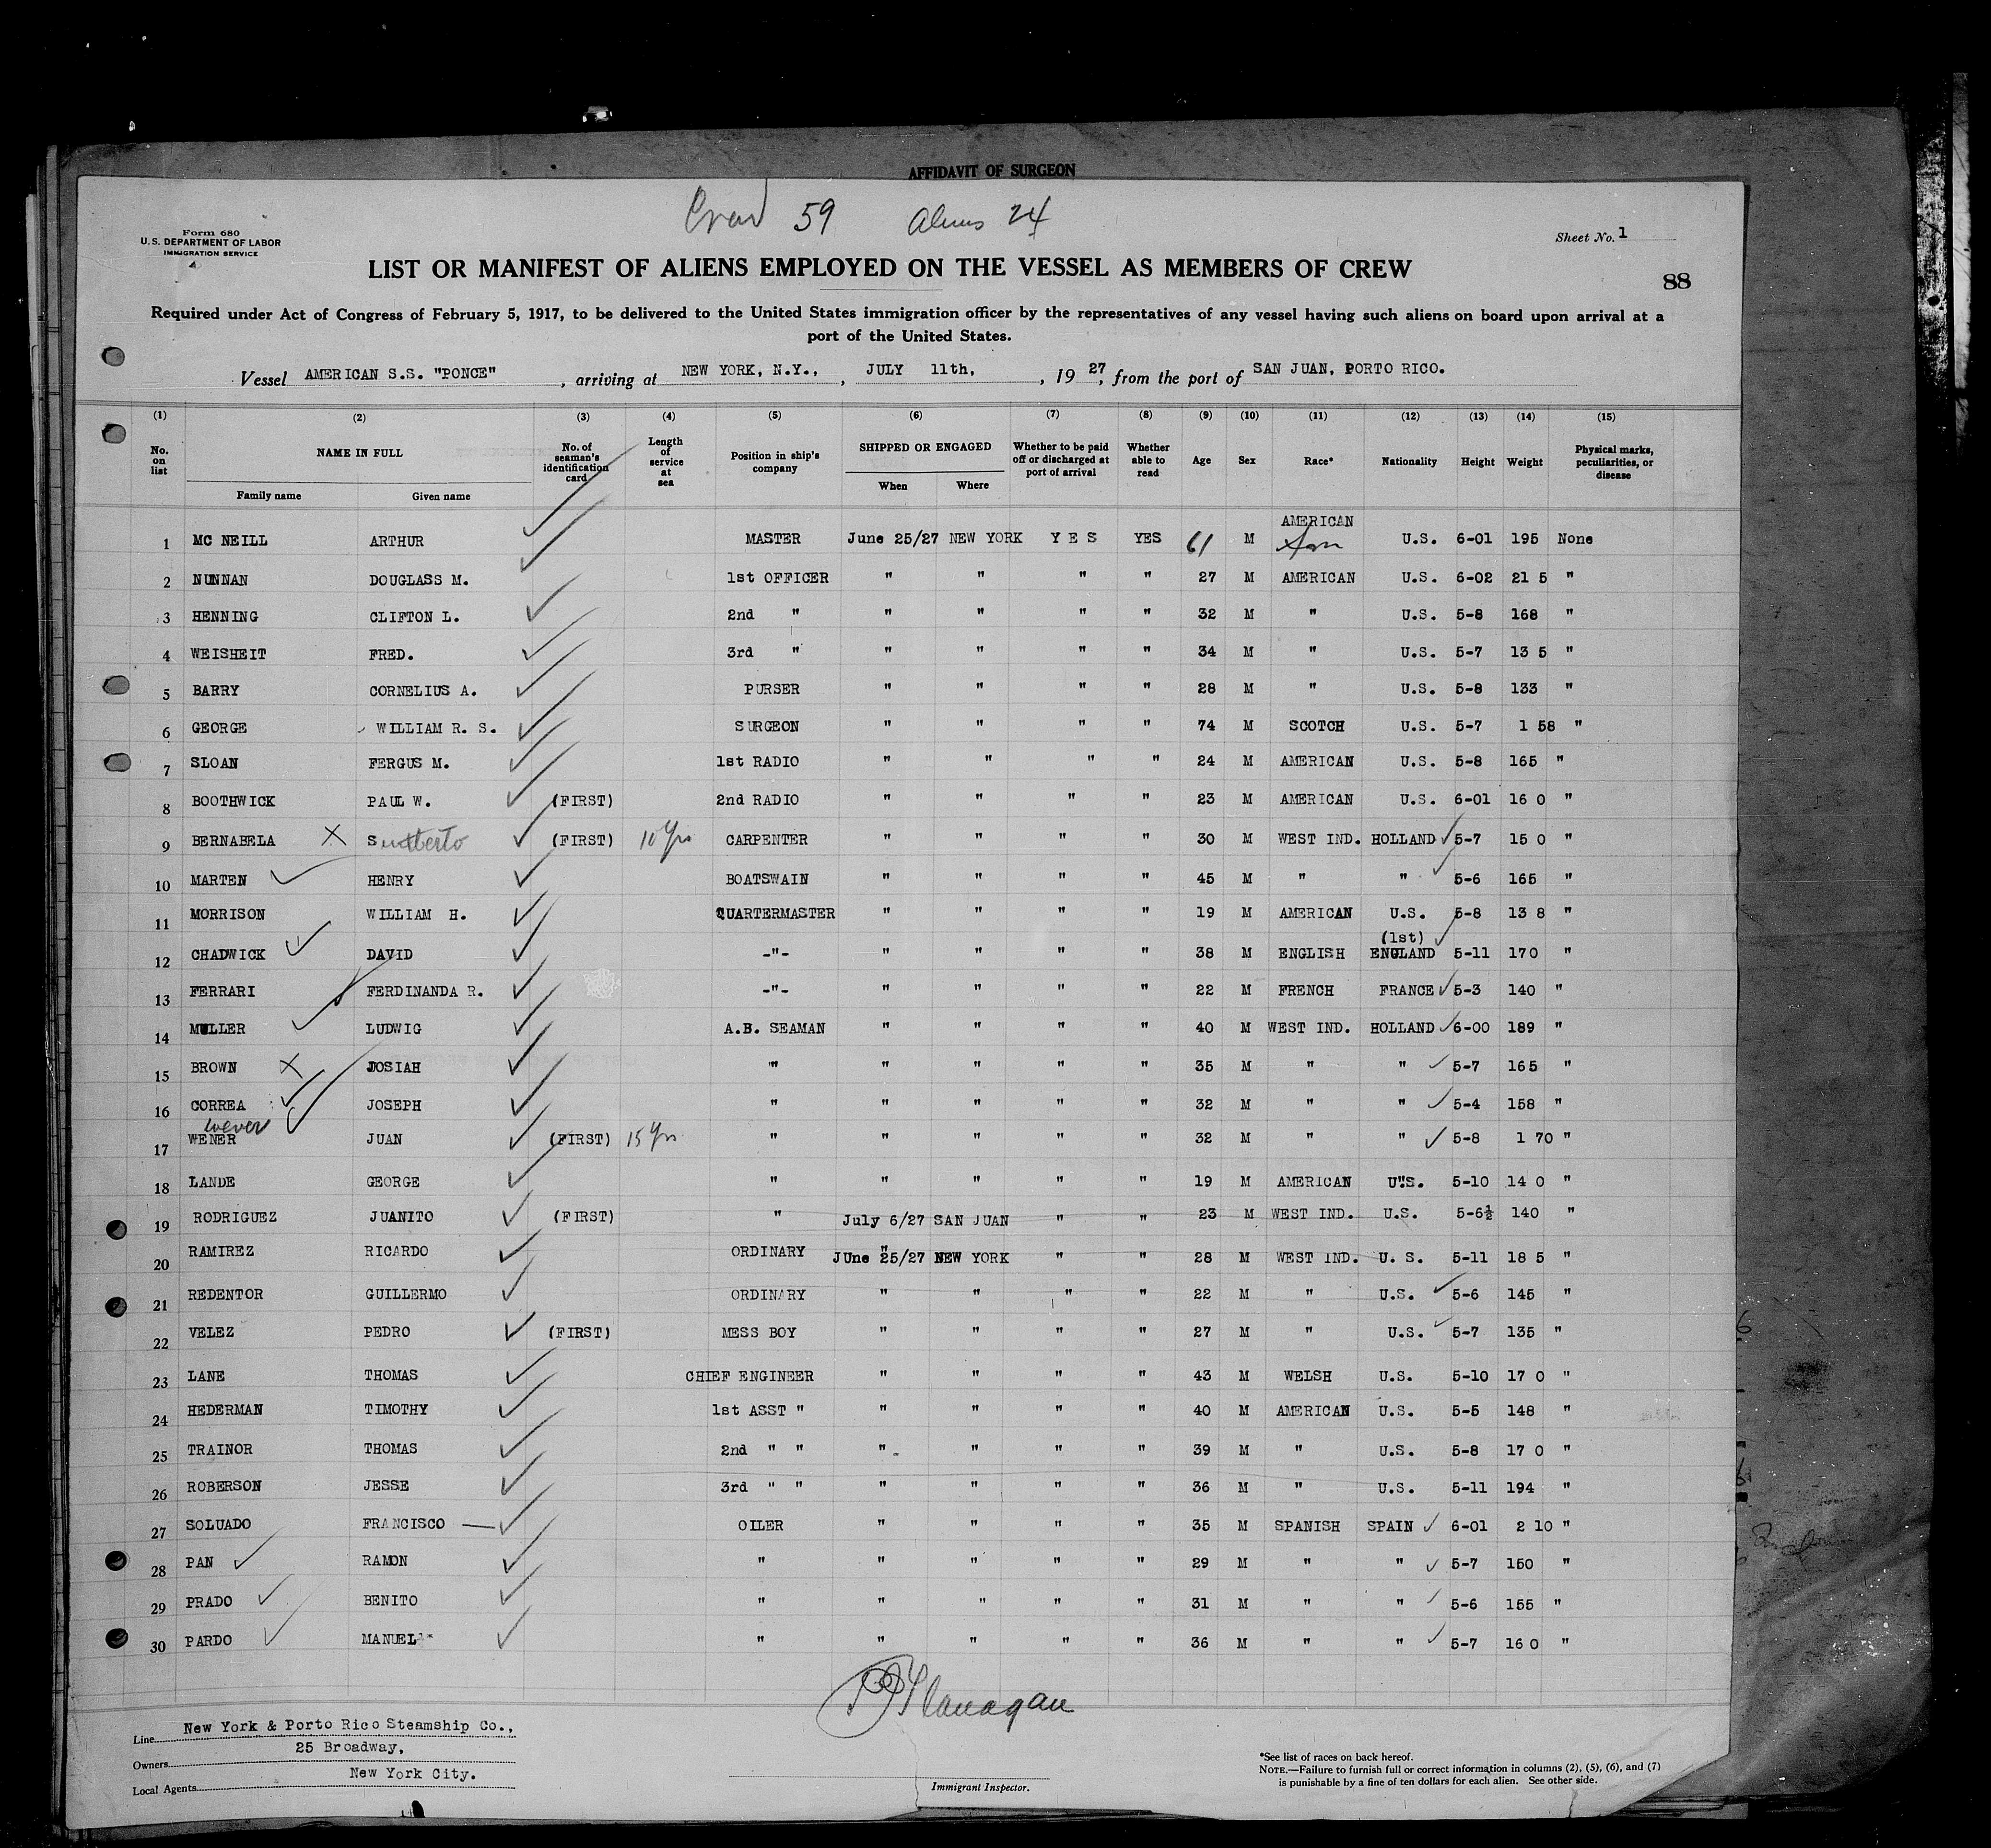 AFFIDAVIT OF SURGEON
Crew 59 Aliens 24
Form 680
U.S. DEPARTMENT OF LABOR
IMMIGRATION SERVICE
Sheet No. 1
LIST OR MANIFEST OF ALIENS EMPLOYED ON THE VESSEL AS MEMBERS OF CREW
88
Required under Act of Congress of February 5, 1917, to be delivered to the United States immigration officer by the representatives of any vessel having such aliens on board upon arrival at a
port of the United States.
Vessel AMERICAN S.S. "PONCE", arriving at NEW YORK, N.Y., , JULY 11th, , 19 27, from the port of SAN JUAN, PORTO RICO.
(1) (2) (3) (4) (5) (6) (7) (8) (9) (10) (11) (12) (13) (14) (15)
No. on list NAME IN FULL Family name Given name No. of seaman's identification card Length of service at sea Position in ship's company SHIPPED OR ENGAGED When Where Whether to be paid off or discharged at port of arrival Whether able to read Age Sex Race* Nationality Height Weight Physical marks, peculiarities, or disease
AMERICAN
1 MC NEILL ARTHUR MASTER June 25/27 NEW YORK Y E S YES 61 M U.S. 6-01 195 None
2 NUNNAN DOUGLASS M. 1st OFFICER " " " " 27 M AMERICAN U.S. 6-02 21 5 "
3 HENNING CLIFTON L. 2nd " " " " " 32 M " U.S. 5-8 168 "
4 WEISHEIT FRED. 3rd " " " " " 34 M " U.S. 5-7 13 5 "
5 BARRY CORNELIUS A. PURSER " " " " 28 M " U.S. 5-8 133 "
6 GEORGE WILLIAM R. S. SURGEON " " " " 74 M SCOTCH U.S. 5-7 1 58 "
7 SLOAN FERGUS M. 1st RADIO " " " " 24 M AMERICAN U.S. 5-8 165 "
8 BOOTHWICK PAUL W. (FIRST) 2nd RADIO " " " " 23 M AMERICAN U.S. 6-01 16 0 "
9 BERNABELA X (FIRST) 10 yrs CARPENTER " " " " 30 M WEST IND. HOLLAND 5-7 15 0 "
10 MARTEN HENRY BOATSWAIN " " " " 45 M " " 5-6 165 "
11 MORRISON WILLIAM H. QUARTERMASTER " " " " 19 M AMERICAN U.S. 5-8 13 8 "
(1st)
12 CHADWICK DAVID -"- " " " " 38 M ENGLISH ENGLAND 5-11 170 "
13 FERRARI FERDINANDA R. -"- " " " " 22 M FRENCH FRANCE 5-3 140 "
14 MULLER LUDWIG A.B. SEAMAN " " " " 40 M WEST IND. HOLLAND 6-00 189 "
15 BROWN X JOSIAH " " " " " 35 M " " 5-7 165 "
16 CORREA JOSEPH " " " " " 32 M " " 5-4 158 "
Wever
17 WENER JUAN (FIRST) 15 yrs " " " " " 32 M " " 5-8 1 70 "
18 LANDE GEORGE " " " " " 19 M AMERICAN U.S. 5-10 14 0 "
19 RODRIGUEZ JUANITO (FIRST) " July 6/27 SAN JUAN " " 23 M WEST IND. U.S. 5-6½ 140 "
20 RAMIREZ RICARDO ORDINARY June 25/27 NEW YORK " " 28 M WEST IND. U. S. 5-11 18 5 "
21 REDENTOR GUILLERMO ORDINARY " " " " 22 M " U.S. 5-6 145 "
22 VELEZ PEDRO (FIRST) MESS BOY " " " " 27 M " U.S. 5-7 135 "
23 LANE THOMAS CHIEF ENGINEER " " " " 43 M WELSH U.S. 5-10 17 0 "
24 HEDERMAN TIMOTHY 1st ASST " " " " " 40 M AMERICAN U.S. 5-5 148 "
25 TRAINOR THOMAS 2nd " " " " " " 39 M " U.S. 5-8 17 0 "
26 ROBERSON JESSE 3rd " " " " " " 36 M " U.S. 5-11 194 "
27 SOLUADO FRANCISCO OILER " " " " 35 M SPANISH SPAIN 6-01 2 10 "
28 PAN RAMON " " " " " 29 M " " 5-7 150 "
29 PRADO BENITO " " " " " 31 M " " 5-6 155 "
30 PARDO MANUEL " " " " " 36 M " " 5-7 16 0 "
Flanagan
Line New York & Porto Rico Steamship Co.,
Owners 25 Broadway,
Local Agents New York City.
Immigrant Inspector.
*See list of races on back hereof.
NOTE.—Failure to furnish full or correct information in columns (2), (5), (6), and (7)
is punishable by a fine of ten dollars for each alien. See other side.